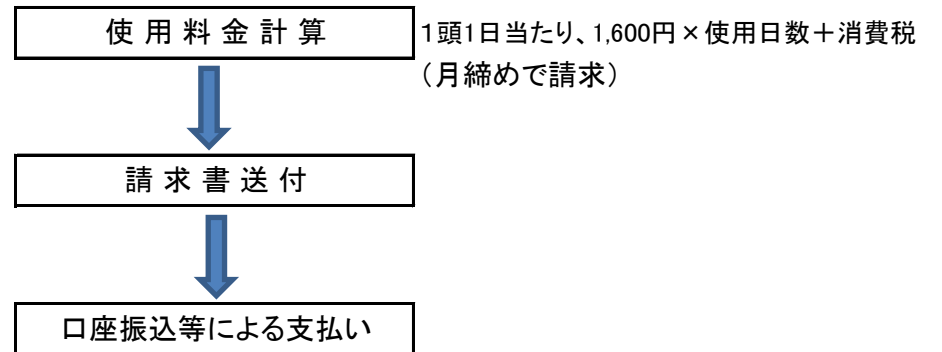 使用料金計算
1頭1日当たり、1,600円×使用日数＋消費税
（月締めで請求）
請求書送付
口座振込等による支払い